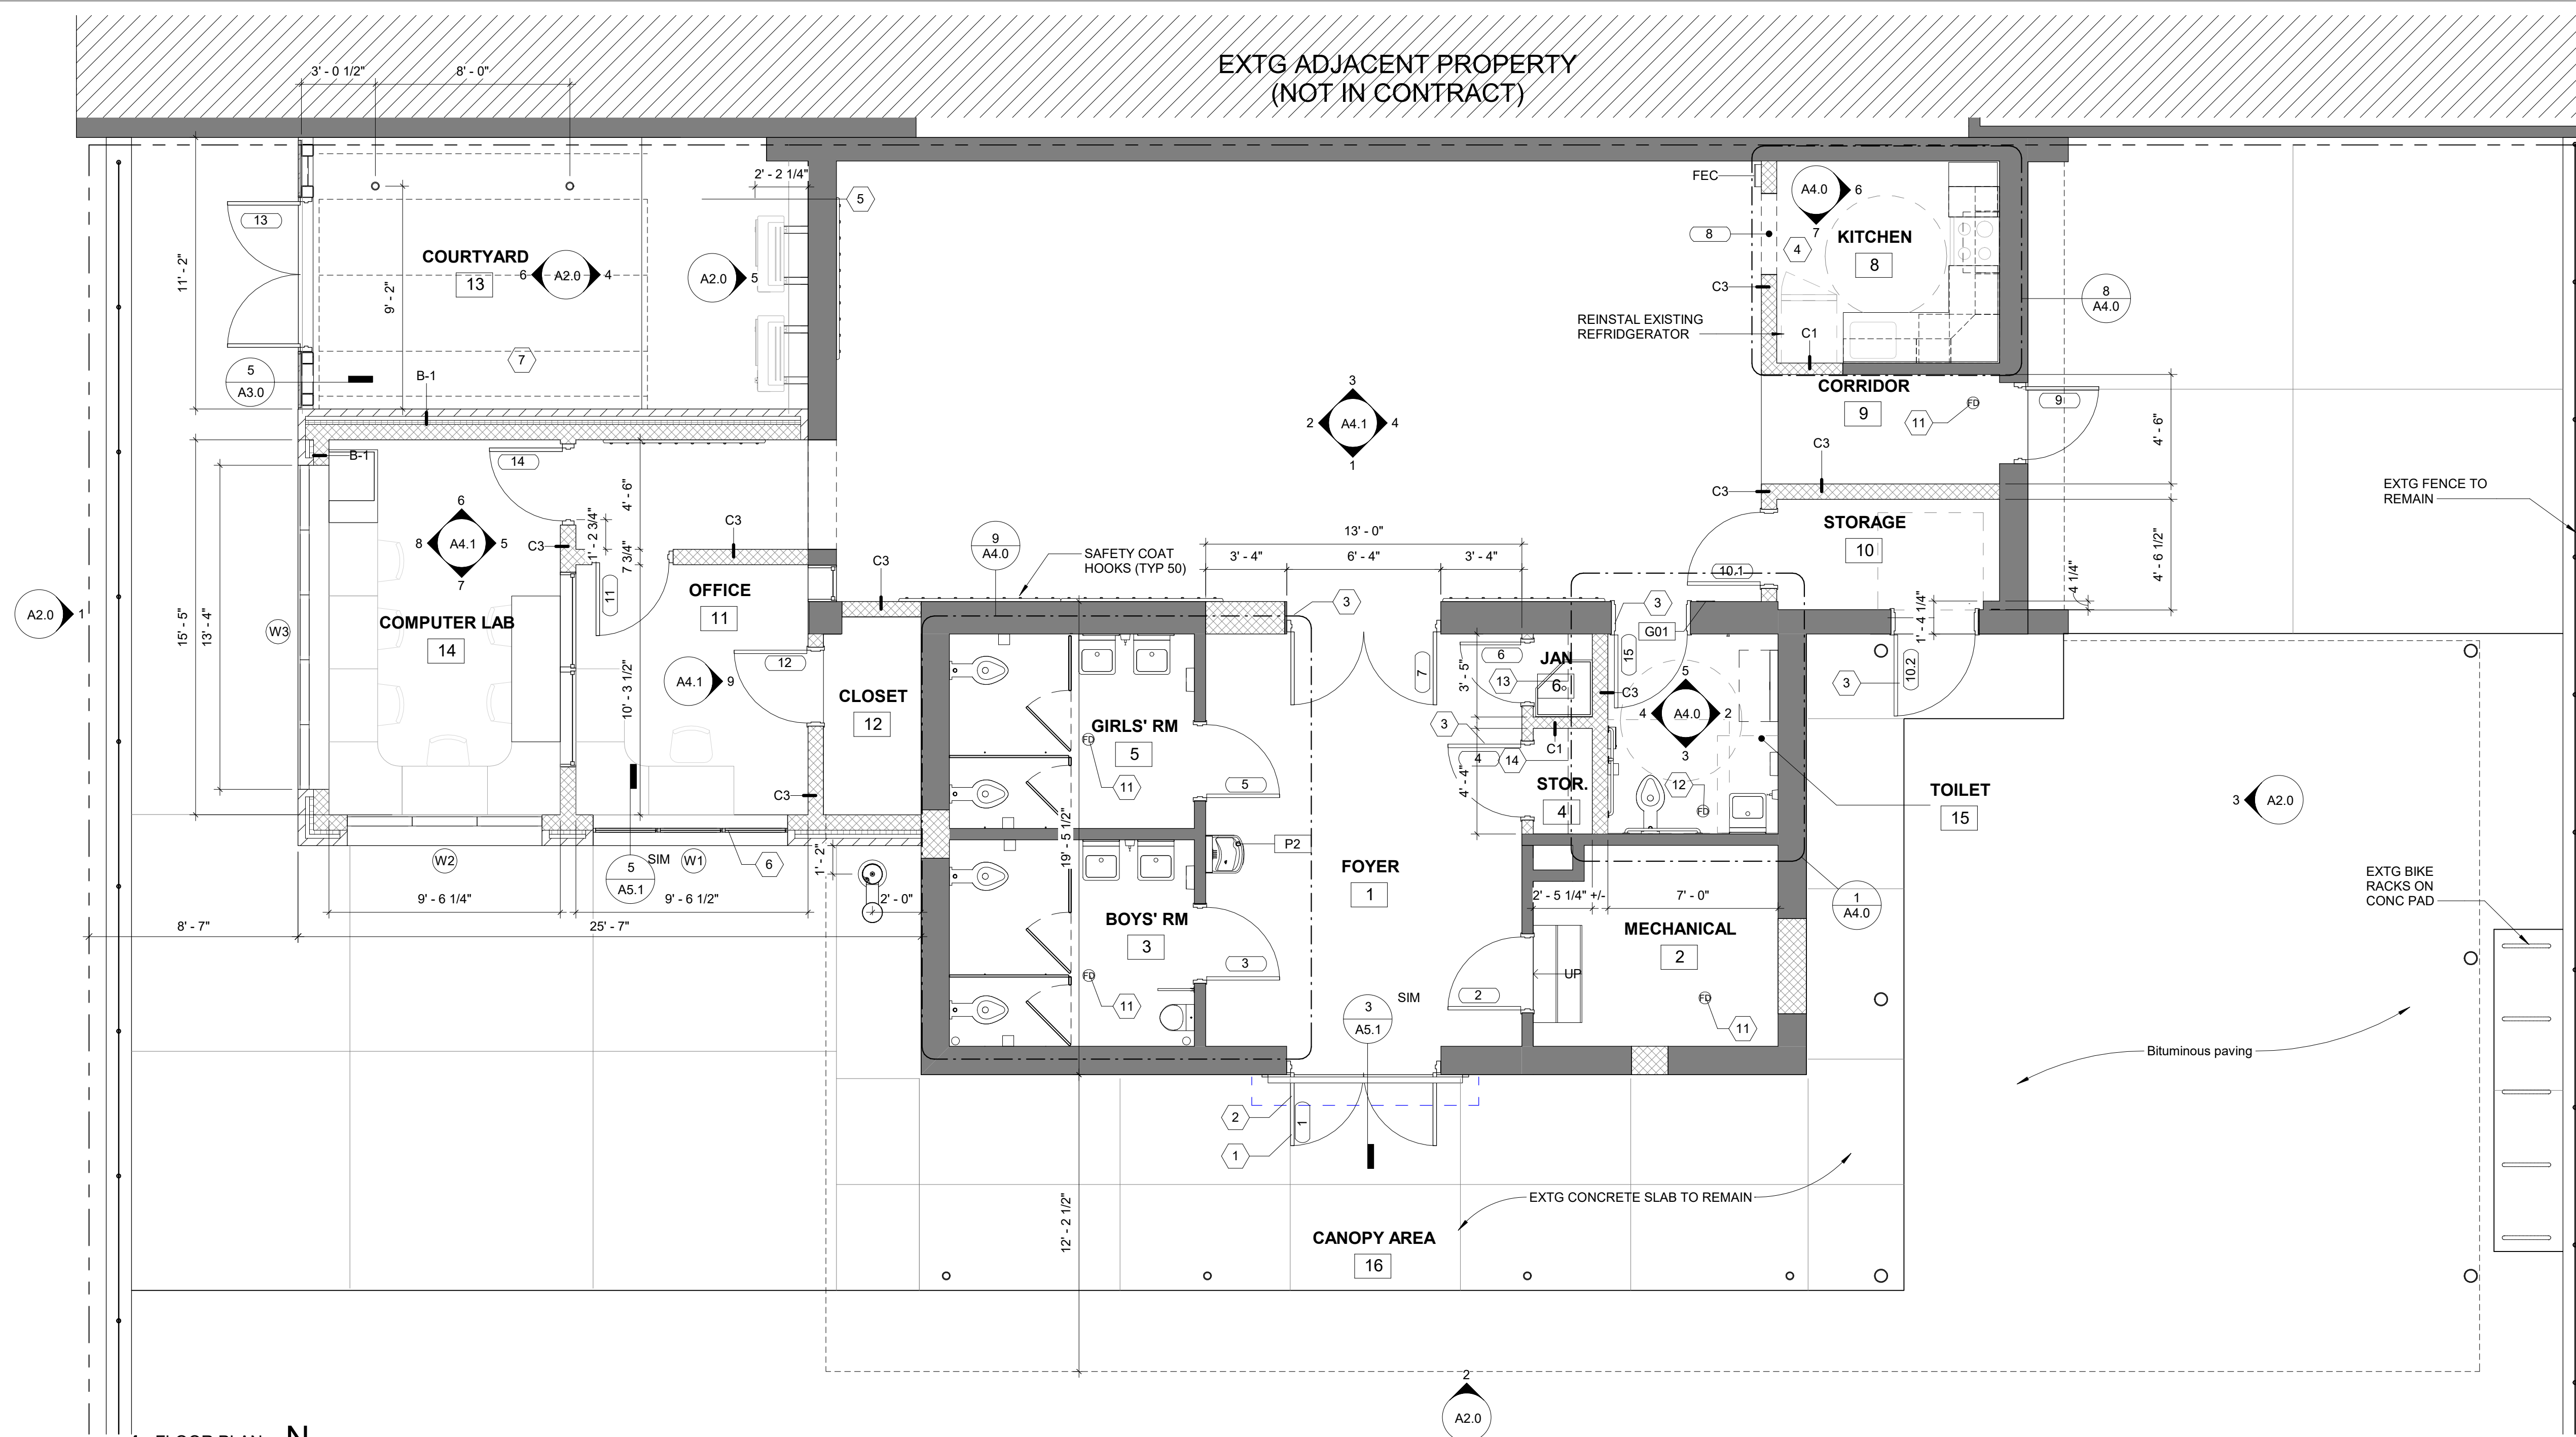 EXTG ADJACENT PROPERTY
(NOT IN CONTRACT)
3' - 0 1/2"
8' - 0"
2' - 2 1/4"
5
FEC
A4.0
6
7
13
11' - 2"
9' - 2"
COURTYARD
13
6
A2.0
4
A2.0
5
8
4
KITCHEN
8
C3
8
A4.0
REINSTAL EXISTING
REFRIDGERATOR
C1
7
5
A3.0
B-1
3
2
A4.1
4
1
CORRIDOR
9
11
FD
9
4' - 6"
C3
C3
B-1
14
4' - 6"
1' - 2 3/4"
7 3/4"
C3
C3
6
8
A4.1
5
7
EXTG FENCE TO
REMAIN
STORAGE
10
4' - 6 1/2"
4 1/4"
1' - 4 1/4"
10.1
13' - 0"
3' - 4"
6' - 4"
3' - 4"
9
A4.0
SAFETY COAT
HOOKS (TYP 50)
C3
A2.0
1
15' - 5"
13' - 4"
W3
COMPUTER LAB
14
11
OFFICE
11
12
10' - 3 1/2"
A4.1
9
CLOSET
12
3
3
G01
7
6
JAN
6
13
3' - 5"
15
C3
5
4
A4.0
2
3
3
10.2
GIRLS' RM
5
FD
11
5
3
4
14
C1
4' - 4"
STOR.
4
12
FD
TOILET
15
3
A2.0
C3
19' - 5 1/2"
P2
W2
SIM
W1
6
5
A5.1
1' - 2"
9' - 6 1/4"
9' - 6 1/2"
2' - 0"
8' - 7"
25' - 7"
FOYER
1
2' - 5 1/4" +/-
7' - 0"
1
A4.0
EXTG BIKE
RACKS ON
CONC PAD
BOYS' RM
3
FD
11
3
MECHANICAL
2
UP
2
FD
11
SIM
3
A5.1
Bituminous paving
2
1
1
EXTG CONCRETE SLAB TO REMAIN
12' - 2 1/2"
CANOPY AREA
16
2
A2.0